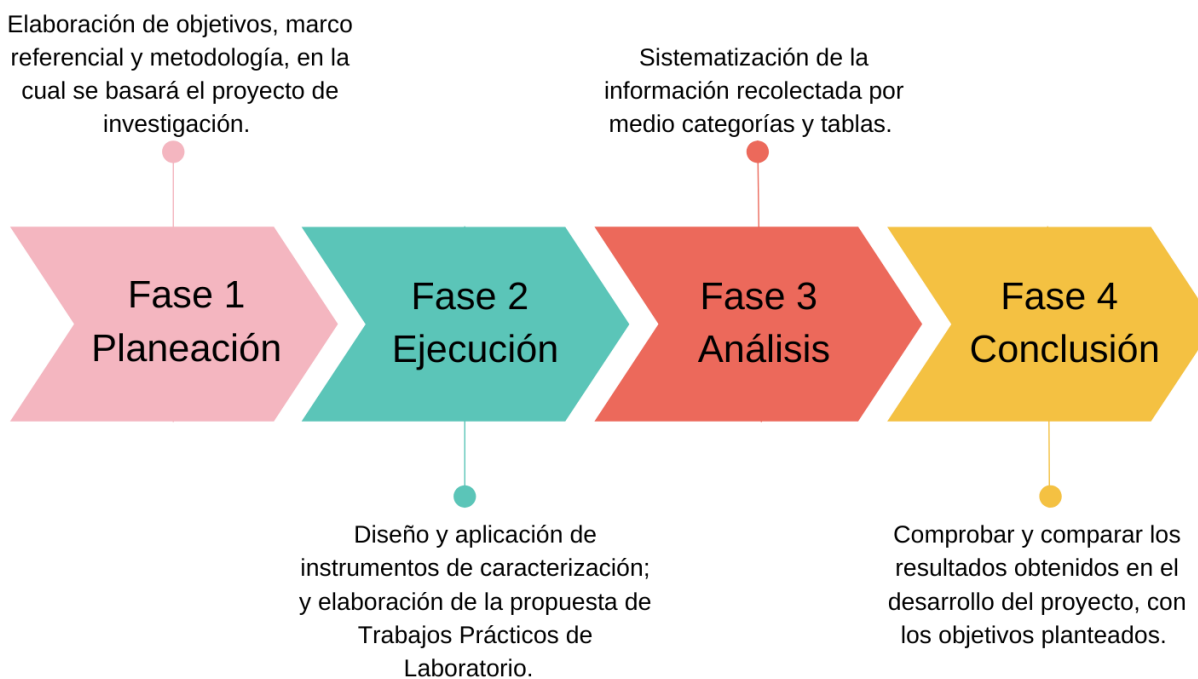 Elaboración de objetivos, marco
referencial y metodología, en la
cual se basará el proyecto de
investigación.
Sistematización de la
información recolectada por
medio categorías y tablas.
Fase 1
Planeación
Fase 2
Ejecución
Fase 3
Análisis
Fase 4
Conclusión
Diseño y aplicación de
instrumentos de caracterización;
y elaboración de la propuesta de
Trabajos Prácticos de
Laboratorio.
Comprobar y comparar los
resultados obtenidos en el
desarrollo del proyecto, con
los objetivos planteados.